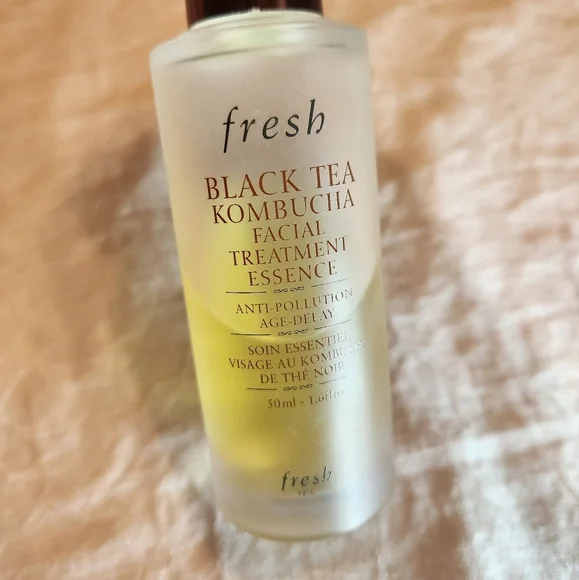 fresh
BLACK TEA
KOMBUCHA
FACIAL
TREATMENT
ESSENCE
ANTI-POLLUTION
AGE-DELAY
SOIN ESSENTIEL
VISAGE AU
DE THÉ NOIR
50ml - 1.6fl
fresh